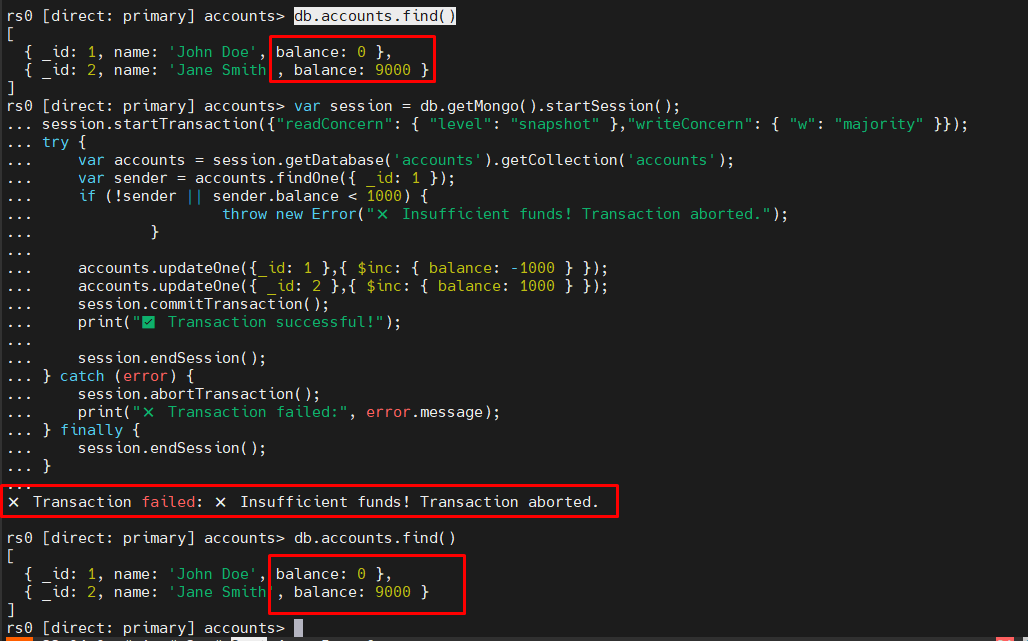 rs0 [direct: primary] accounts> db.accounts.find()
[
  { _id: 1, name: 'John Doe', balance: 0 },
  { _id: 2, name: 'Jane Smith', balance: 9000 }
]
rs0 [direct: primary] accounts> var session = db.getMongo().startSession();
... session.startTransaction({"readConcern": { "level": "snapshot" },"writeConcern": { "w": "majority" }});
... try {
...     var accounts = session.getDatabase('accounts').getCollection('accounts');
...     var sender = accounts.findOne({ _id: 1 });
...     if (!sender || sender.balance < 1000) {
...                     throw new Error("❌ Insufficient funds! Transaction aborted.");
...             }
...
...     accounts.updateOne({_id: 1 },{ $inc: { balance: -1000 } });
...     accounts.updateOne({ _id: 2 },{ $inc: { balance: 1000 } });
...     session.commitTransaction();
...     print("✅ Transaction successful!");
...
...     session.endSession();
... } catch (error) {
...     session.abortTransaction();
...     print("❌ Transaction failed:", error.message);
... } finally {
...     session.endSession();
... }
...
❌ Transaction failed: ❌ Insufficient funds! Transaction aborted.
rs0 [direct: primary] accounts> db.accounts.find()
[
  { _id: 1, name: 'John Doe', balance: 0 },
  { _id: 2, name: 'Jane Smith', balance: 9000 }
]
rs0 [direct: primary] accounts>